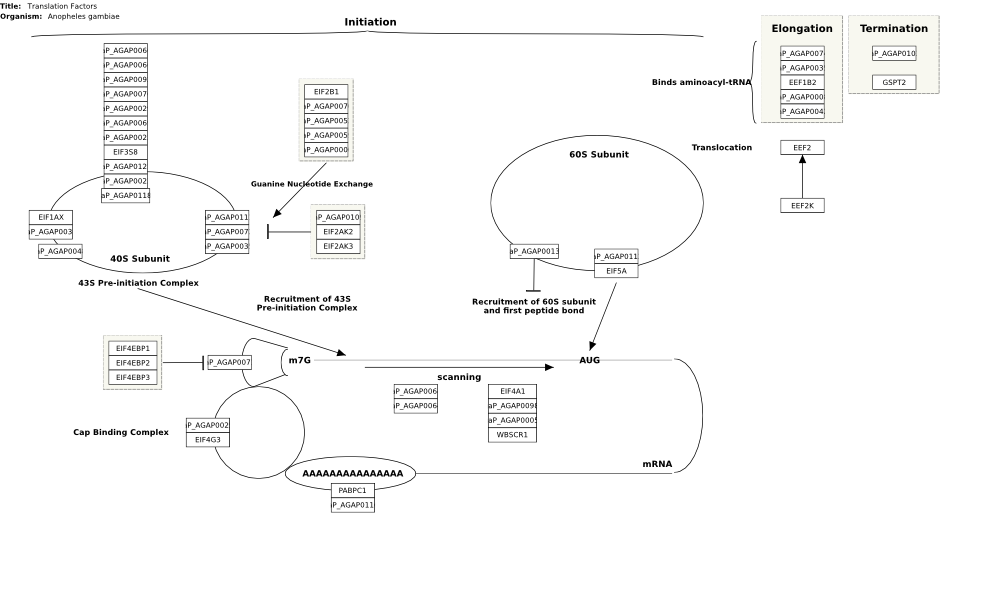 Title: Translation Factors
Organism: Anopheles gambiae
Initiation
Elongation
Termination
iP_AGAP006
iP_AGAP006
iP_AGAP009
iP_AGAP007
iP_AGAP002
iP_AGAP006
iP_AGAP002
EIF3S8
iP_AGAP012
iP_AGAP002
aP_AGAP0118
EIF2B1
iP_AGAP007
iP_AGAP005
iP_AGAP005
iP_AGAP000
Guanine Nucleotide Exchange
EIF1AX
iP_AGAP003
iP_AGAP004
iP_AGAP011
iP_AGAP007
iP_AGAP003
iP_AGAP010
EIF2AK2
EIF2AK3
40S Subunit
43S Pre-initiation Complex
60S Subunit
aP_AGAP0013
iP_AGAP011
EIF5A
Recruitment of 43S
Pre-initiation Complex
Recruitment of 60S subunit
and first peptide bond
Binds aminoacyl-tRNA
iP_AGAP007
iP_AGAP003
EEF1B2
iP_AGAP000
iP_AGAP004
iP_AGAP010
GSPT2
Translocation
EEF2
EEF2K
EIF4EBP1
EIF4EBP2
EIF4EBP3
iP_AGAP007
m7G
AUG
scanning
iP_AGAP006
iP_AGAP006
EIF4A1
aP_AGAP0098
aP_AGAP0005
WBSCR1
Cap Binding Complex
iP_AGAP002
EIF4G3
mRNA
AAAAAAAAAAAAAAA
PABPC1
iP_AGAP011